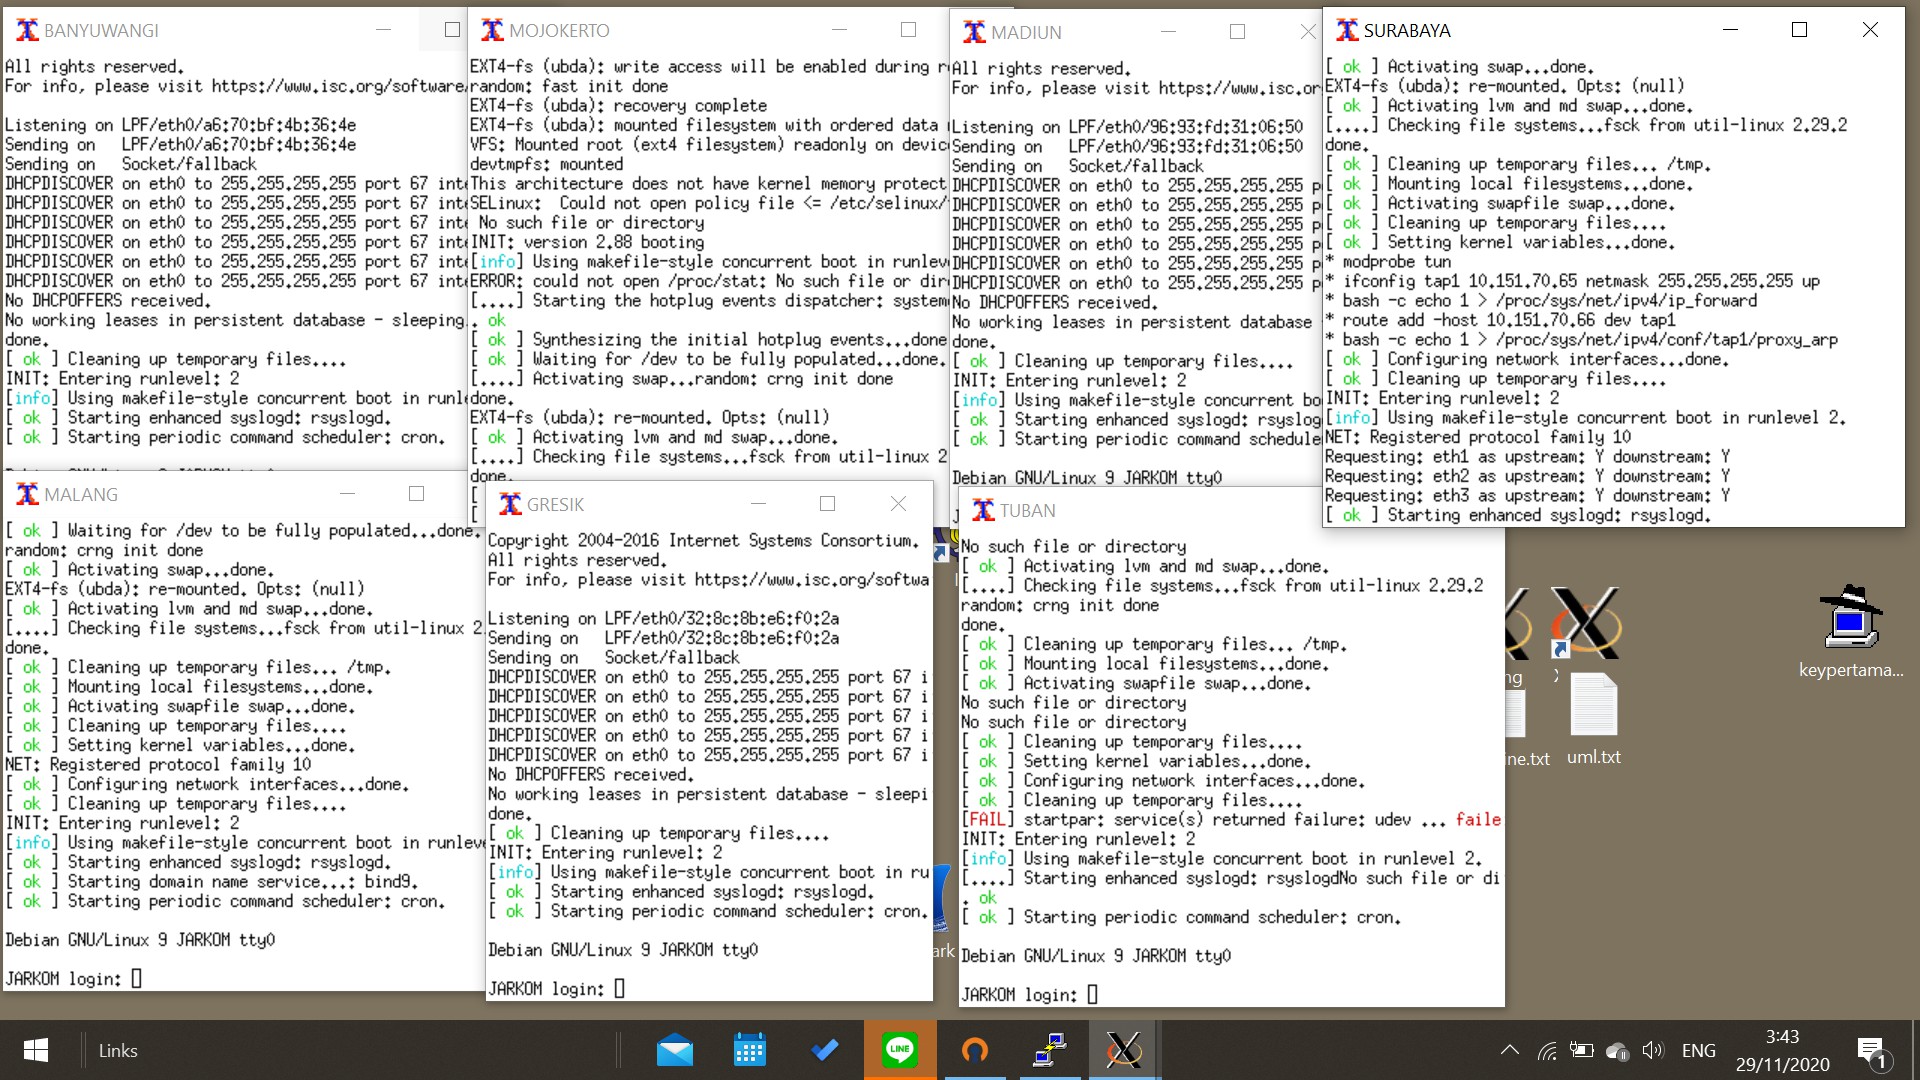 BANYUWANGI
All rights reserved.
For info, please visit https://www.isc.org/software/
Listening on LPF/eth0/a6:70:bf:4b:36:4e
Sending on   LPF/eth0/a6:70:bf:4b:36:4e
Sending on   Socket/fallback
DHCPDISCOVER on eth0 to 255.255.255.255 port 67 inte
DHCPDISCOVER on eth0 to 255.255.255.255 port 67 inte
DHCPDISCOVER on eth0 to 255.255.255.255 port 67 inte
DHCPDISCOVER on eth0 to 255.255.255.255 port 67 inte
DHCPDISCOVER on eth0 to 255.255.255.255 port 67 inte
DHCPDISCOVER on eth0 to 255.255.255.255 port 67 inte
No DHCPOFFERS received.
No working leases in persistent database - sleeping.
done.
[ ok ] Cleaning up temporary files....
INIT: Entering runlevel: 2
[info] Using makefile-style concurrent boot in runle
[ ok ] Starting enhanced syslogd: rsyslogd.
[ ok ] Starting periodic command scheduler: cron.
MOJOKERTO
EXT4-fs (ubda): write access will be enabled during r
random: fast init done
EXT4-fs (ubda): recovery complete
EXT4-fs (ubda): mounted filesystem with ordered data
VFS: Mounted root (ext4 filesystem) readonly on device
devtmpfs: mounted
This architecture does not have kernel memory protect
SELinux:  Could not open policy file <= /etc/selinux/
No such file or directory
INIT: version 2.88 booting
[info] Using makefile-style concurrent boot in runlev
ERROR: could not open /proc/stat: No such file or dir
[....] Starting the hotplug events dispatcher: system
. ok
[ ok ] Synthesizing the initial hotplug events...done
[ ok ] Waiting for /dev to be fully populated...done.
[....] Activating swap...random: crng init done
done.
EXT4-fs (ubda): re-mounted. Opts: (null)
[ ok ] Activating lvm and md swap...done.
[....] Checking file systems...fsck from util-linux 2
done.
[
[
MADIUN
All rights reserved.
For info, please visit https://www.isc.or
Listening on LPF/eth0/96:93:fd:31:06:50
Sending on   LPF/eth0/96:93:fd:31:06:50
Sending on   Socket/fallback
DHCPDISCOVER on eth0 to 255.255.255.255 p
DHCPDISCOVER on eth0 to 255.255.255.255 p
DHCPDISCOVER on eth0 to 255.255.255.255 p
DHCPDISCOVER on eth0 to 255.255.255.255 p
DHCPDISCOVER on eth0 to 255.255.255.255 p
DHCPDISCOVER on eth0 to 255.255.255.255 p
No DHCPOFFERS received.
No working leases in persistent database
done.
[ ok ] Cleaning up temporary files....
INIT: Entering runlevel: 2
[info] Using makefile-style concurrent bo
[ ok ] Starting enhanced syslogd: rsyslog
[ ok ] Starting periodic command schedule
Debian GNU/Linux 9 JARKOM tty0
SURABAYA
[ ok ] Activating swap...done.
EXT4-fs (ubda): re-mounted. Opts: (null)
[ ok ] Activating lvm and md swap...done.
[....] Checking file systems...fsck from util-linux 2.29.2
done.
[ ok ] Cleaning up temporary files... /tmp.
[ ok ] Mounting local filesystems...done.
[ ok ] Activating swapfile swap...done.
[ ok ] Cleaning up temporary files....
[ ok ] Setting kernel variables...done.
* modprobe tun
* ifconfig tap1 10.151.70.65 netmask 255.255.255.255 up
* bash -c echo 1 > /proc/sys/net/ipv4/ip_forward
* route add -host 10.151.70.66 dev tap1
* bash -c echo 1 > /proc/sys/net/ipv4/conf/tap1/proxy_arp
[ ok ] Configuring network interfaces...done.
[ ok ] Cleaning up temporary files....
INIT: Entering runlevel: 2
[info] Using makefile-style concurrent boot in runlevel 2.
NET: Registered protocol family 10
Requesting: eth1 as upstream: Y downstream: Y
Requesting: eth2 as upstream: Y downstream: Y
Requesting: eth3 as upstream: Y downstream: Y
[ ok ] Starting enhanced syslogd: rsyslogd.
MALANG
[ ok ] Waiting for /dev to be fully populated...done.
random: crng init done
[ ok ] Activating swap...done.
EXT4-fs (ubda): re-mounted. Opts: (null)
[ ok ] Activating lvm and md swap...done.
[....] Checking file systems...fsck from util-linux 2.
done.
[ ok ] Cleaning up temporary files... /tmp.
[ ok ] Mounting local filesystems...done.
[ ok ] Activating swapfile swap...done.
[ ok ] Cleaning up temporary files....
[ ok ] Setting kernel variables...done.
NET: Registered protocol family 10
[ ok ] Configuring network interfaces...done.
[ ok ] Cleaning up temporary files....
INIT: Entering runlevel: 2
[info] Using makefile-style concurrent boot in runleve
[ ok ] Starting enhanced syslogd: rsyslogd.
[ ok ] Starting domain name service...: bind9.
[ ok ] Starting periodic command scheduler: cron.
Debian GNU/Linux 9 JARKOM tty0
JARKOM login:
GRESIK
Copyright 2004-2016 Internet Systems Consortium.
All rights reserved.
For info, please visit https://www.isc.org/softwa
Listening on LPF/eth0/32:8c:8b:e6:f0:2a
Sending on   LPF/eth0/32:8c:8b:e6:f0:2a
Sending on   Socket/fallback
DHCPDISCOVER on eth0 to 255.255.255.255 port 67 i
DHCPDISCOVER on eth0 to 255.255.255.255 port 67 i
DHCPDISCOVER on eth0 to 255.255.255.255 port 67 i
DHCPDISCOVER on eth0 to 255.255.255.255 port 67 i
DHCPDISCOVER on eth0 to 255.255.255.255 port 67 i
No DHCPOFFERS received.
No working leases in persistent database - sleepi
done.
[ ok ] Cleaning up temporary files....
INIT: Entering runlevel: 2
[info] Using makefile-style concurrent boot in ru
[ ok ] Starting enhanced syslogd: rsyslogd.
[ ok ] Starting periodic command scheduler: cron.
Debian GNU/Linux 9 JARKOM tty0
JARKOM login:
TUBAN
No such file or directory
[ ok ] Activating lvm and md swap...done.
[....] Checking file systems...fsck from util-linux 2.29.2
random: crng init done
done.
[ ok ] Cleaning up temporary files... /tmp.
[ ok ] Mounting local filesystems...done.
[ ok ] Activating swapfile swap...done.
No such file or directory
No such file or directory
[ ok ] Cleaning up temporary files....
[ ok ] Setting kernel variables...done.
[ ok ] Configuring network interfaces...done.
[ ok ] Cleaning up temporary files....
[FAIL] startpar: service(s) returned failure: udev ... faile
INIT: Entering runlevel: 2
[info] Using makefile-style concurrent boot in runlevel 2.
[....] Starting enhanced syslogd: rsyslogdNo such file or di
. ok
[ ok ] Starting periodic command scheduler: cron.
Debian GNU/Linux 9 JARKOM tty0
JARKOM login:
ng
keypertama...
ine.txt
uml.txt
ark
Links
LINE
ENG
3:43
29/11/2020
1